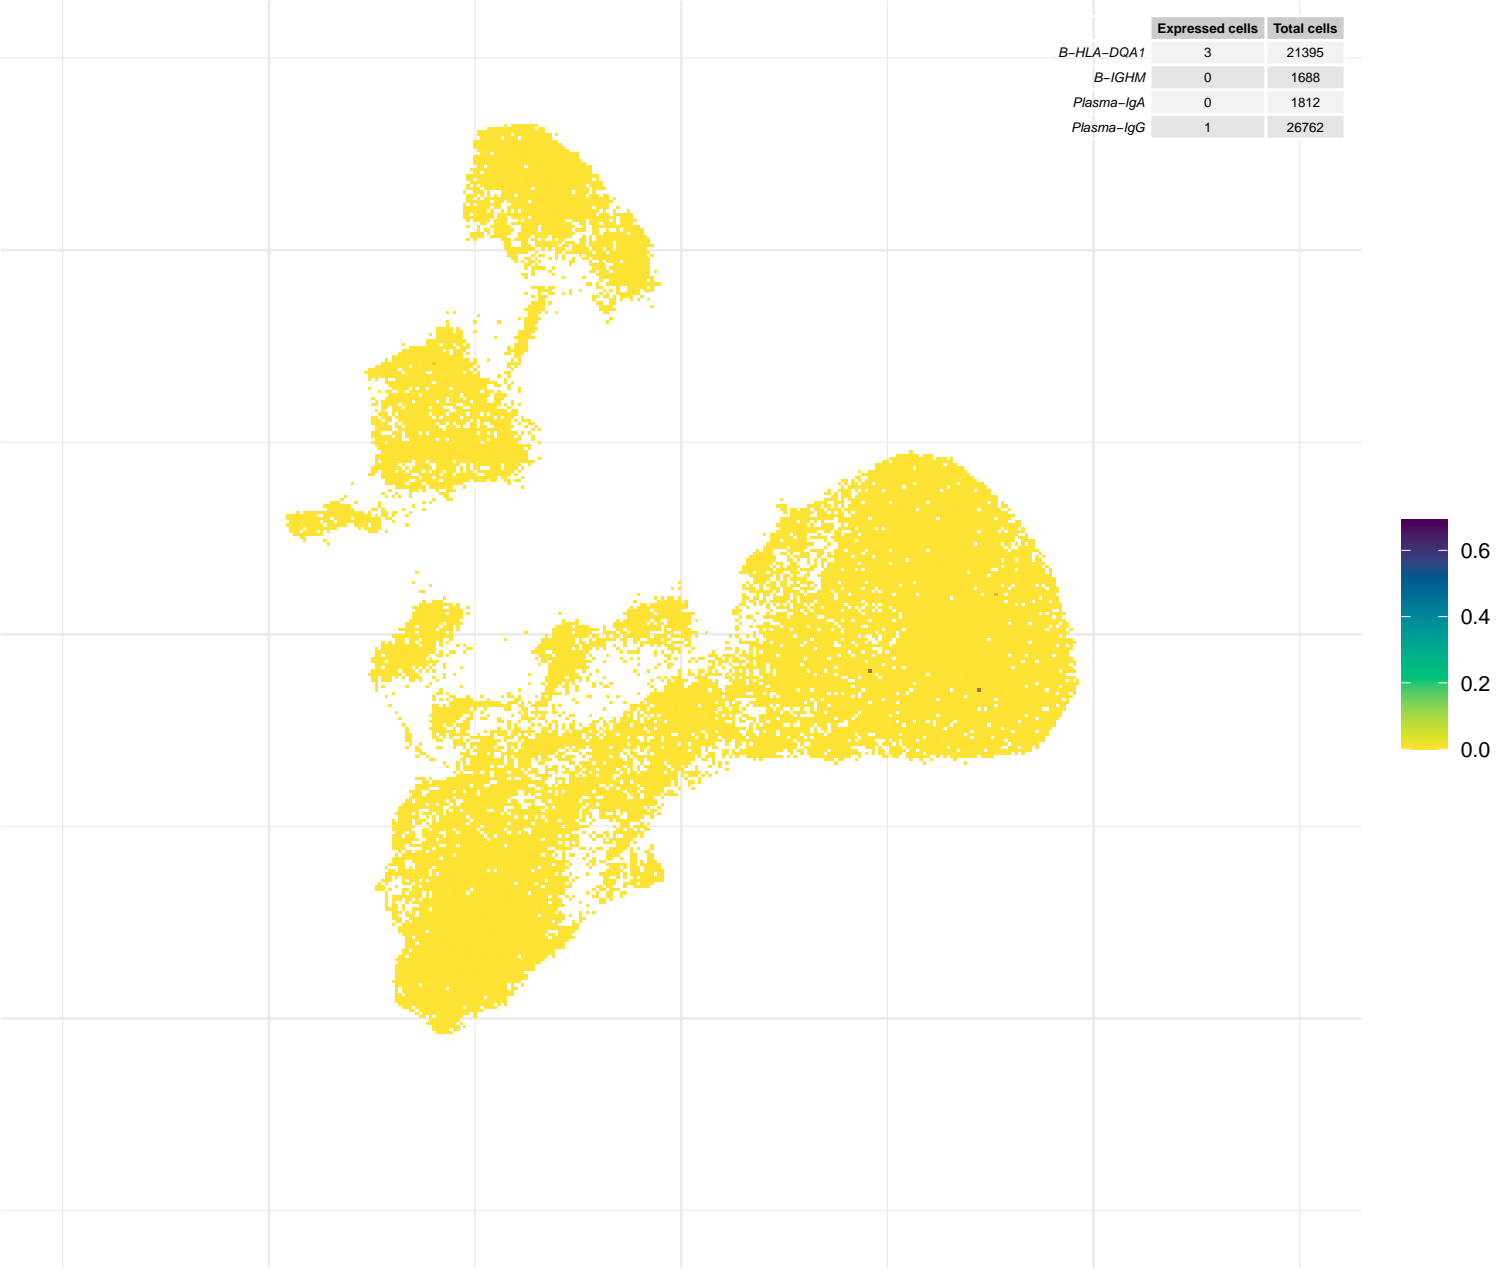 Expressed cells Total cells
B−HLA−DQA1 3 21395
B−IGHM 0 1688
Plasma−IgA 0 1812
Plasma−IgG 1 26762
0.6
0.4
0.2
0.0